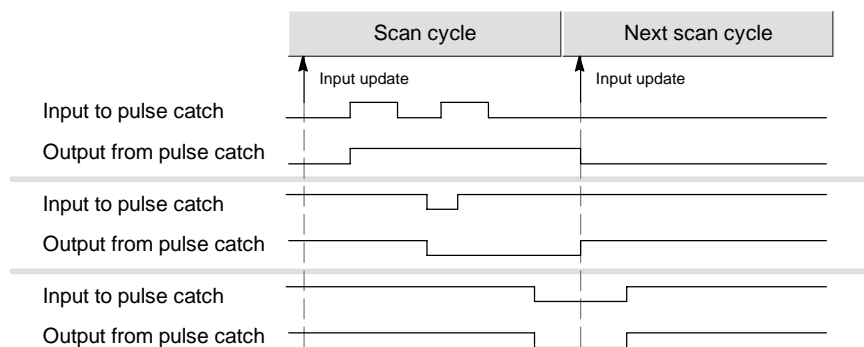 Scan cycle
Next scan cycle
Input update
Input update
Input to pulse catch
Output from pulse catch
Input to pulse catch
Output from pulse catch
Input to pulse catch
Output from pulse catch